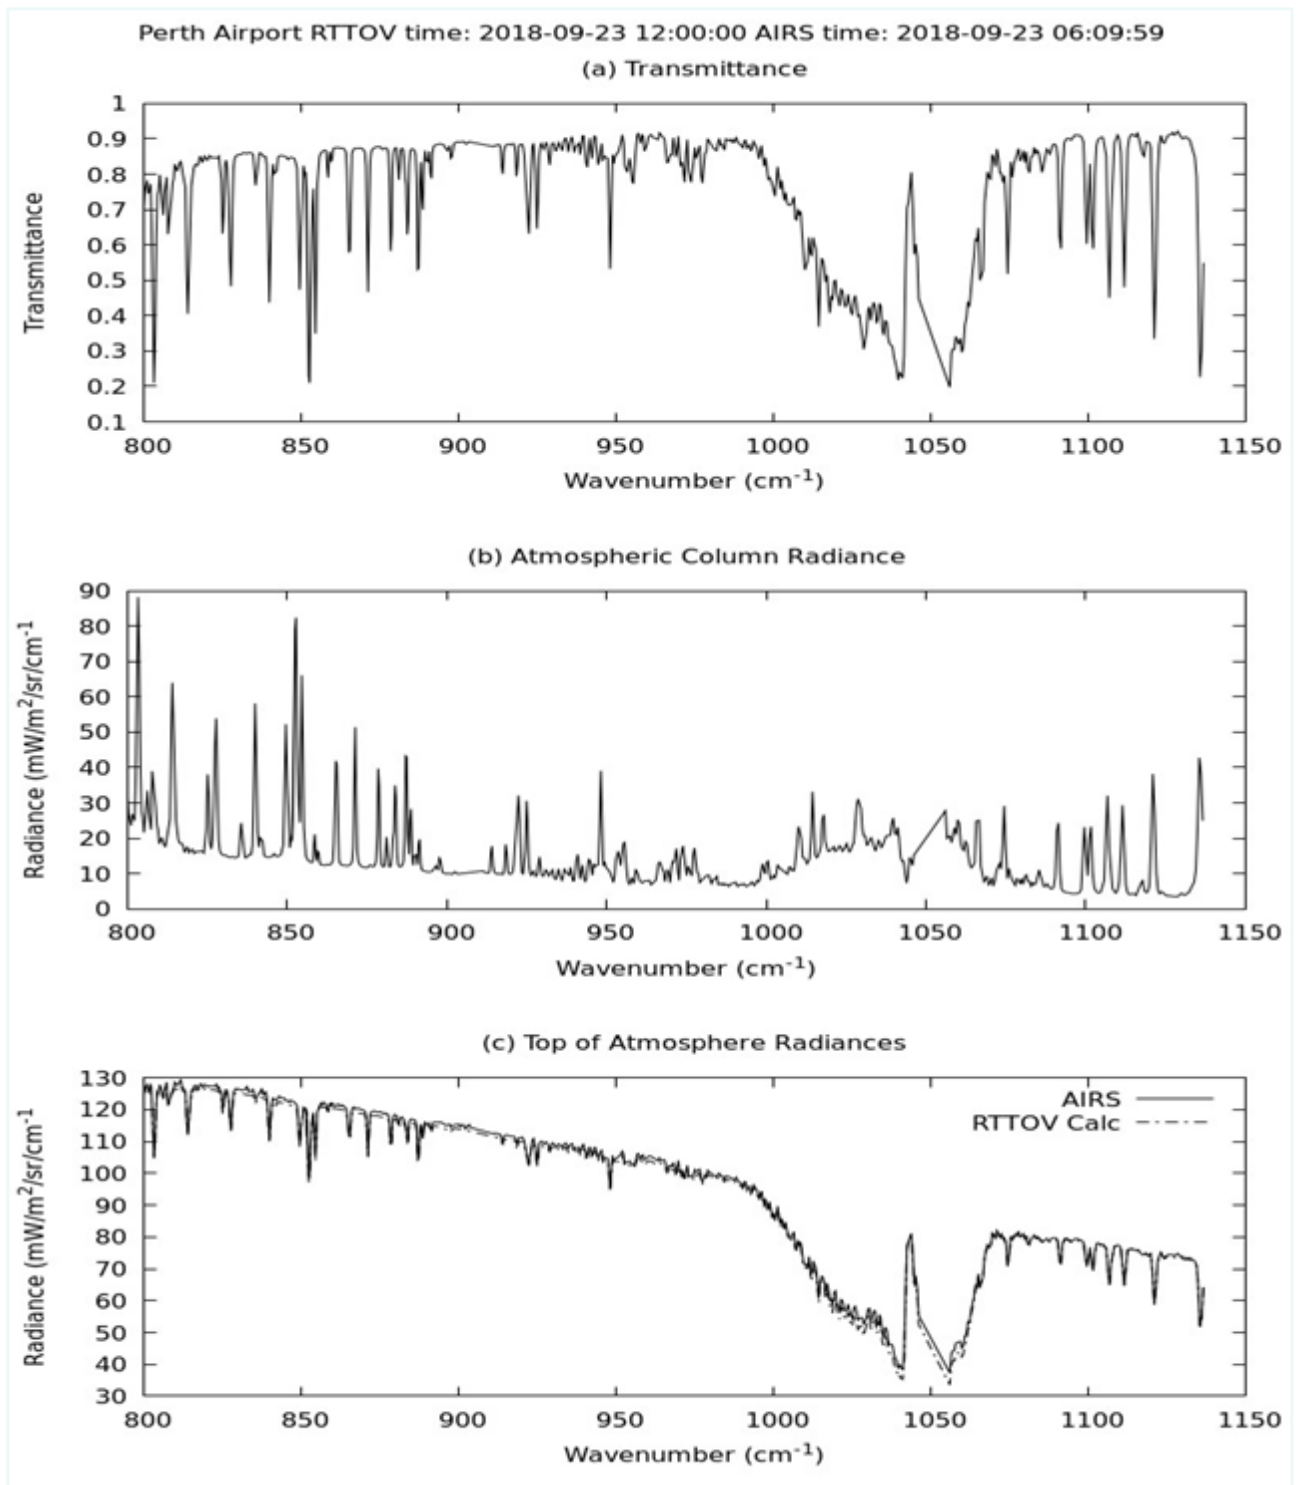 Perth Airport RTTOV time: 2018-09-23 12:00:00 AIRS time: 2018-09-23 06:09:59
(a) Transmittance
Transmittance
1
0.9
0.8
0.7
0.6
0.5
0.4
0.3
0.2
0.1
800 850 900 950 1000 1050 1100 1150
Wavenumber (cm-1)
(b) Atmospheric Column Radiance
Radiance (mW/m2/sr/cm-1
90
80
70
60
50
40
30
20
10
0
800 850 900 950 1000 1050 1100 1150
Wavenumber (cm-1)
(c) Top of Atmosphere Radiances
Radiance (mW/m2/sr/cm-1
130
120
110
100
90
80
70
60
50
40
30
AIRS
RTTOV Calc
800 850 900 950 1000 1050 1100 1150
Wavenumber (cm-1)